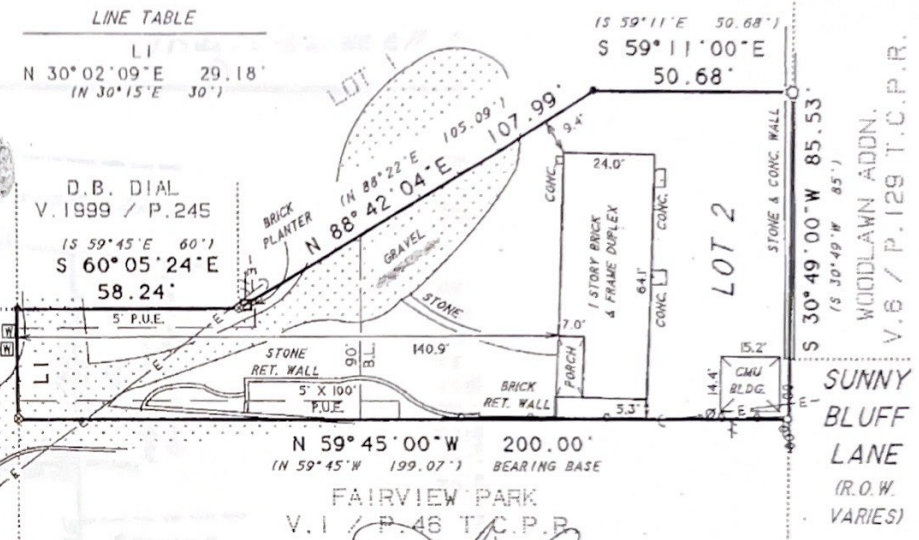 LINE TABLE
L1
N 30°02'09"E 29.18'
(N 30°15'E 30')
(S 59°11'E 50.68')
S 59°11'00"E
50.68'
LOT 1
(N 88°22'E 105.09')
N 88°42'04"E 107.99'
9.4'
D.B. DIAL
V.1999 / P.245
(S 59°45'E 60')
S 60°05'24"E
58.24'
BRICK
PLANTER
GRAVEL
STONE
5' P.U.E.
24.0'
CONC.
CONC.
CONC.
1 STORY BRICK
& FRAME DUPLEX
64.1'
LOT 2
STONE & CONC. WALL
S 30°49'00"W 85.53
(S 30°49'W 85')
WOODLAWN ADDN.
V.6 / P.129 T.C.P.R.
W
W
L1
140.9'
7.0'
PORCH
90'
B.L.
STONE
RET. WALL
5' X 100'
P.U.E.
BRICK
RET. WALL
5.3'
15.2'
14.4'
CMU
BLDG.
E
E
E
E
E
SUNNY
BLUFF
LANE
(R.O.W.
VARIES)
N 59°45'00"W 200.00'
(N 59°45'W 199.07') BEARING BASE
FAIRVIEW PARK
V.1 / P.46 T.C.P.R.